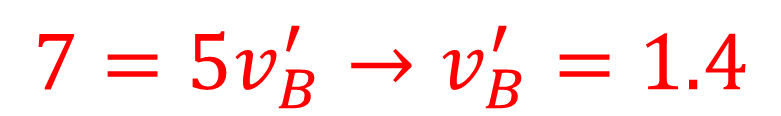 7 = 5v′_B → v′_B = 1.4